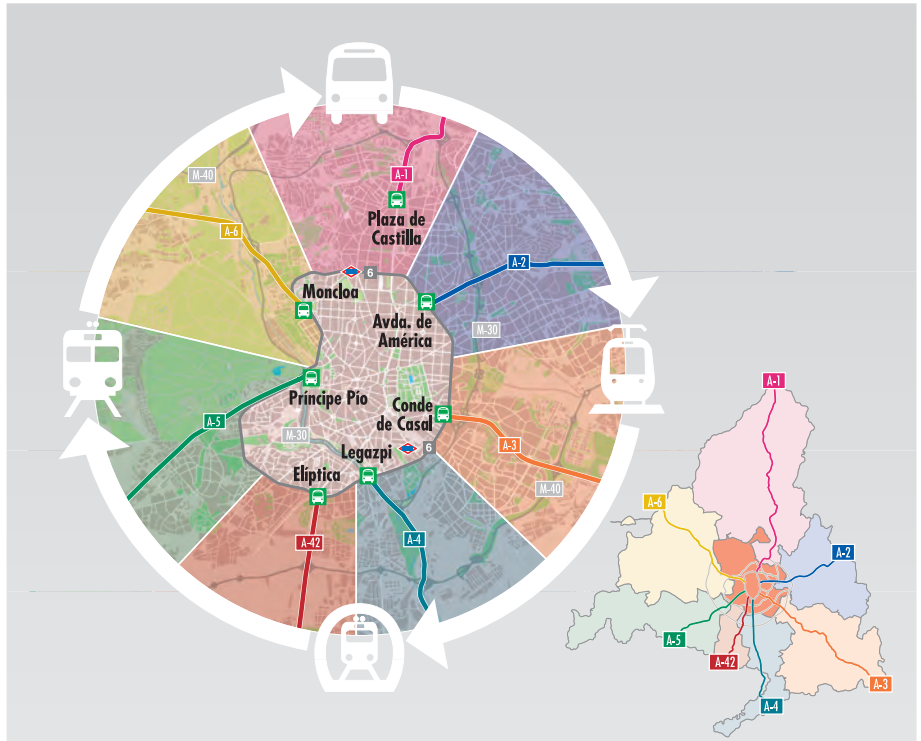 M-40
A-1
Plaza de
Castilla
A-6
A-2
6
Moncloa
Avda. de
América
M-30
Príncipe Pío
Conde
de Casal
A-5
M-30
Legazpi
6
A-3
Elíptica
M-40
A-42
A-4
A-1
A-6
A-2
A-5
A-42
A-3
A-4